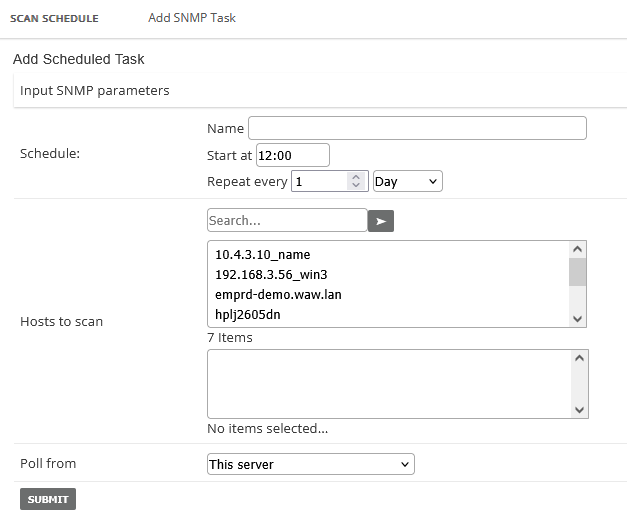 SCAN SCHEDULE Add SNMP Task
Add Scheduled Task
Input SNMP parameters
Name
Schedule:
Start at 12:00
Repeat every 1 Day
Search...
10.4.3.10_name
192.168.3.56_win3
emprd-demo.waw.lan
hplj2605dn
Hosts to scan
7 Items
No items selected...
Poll from This server
SUBMIT